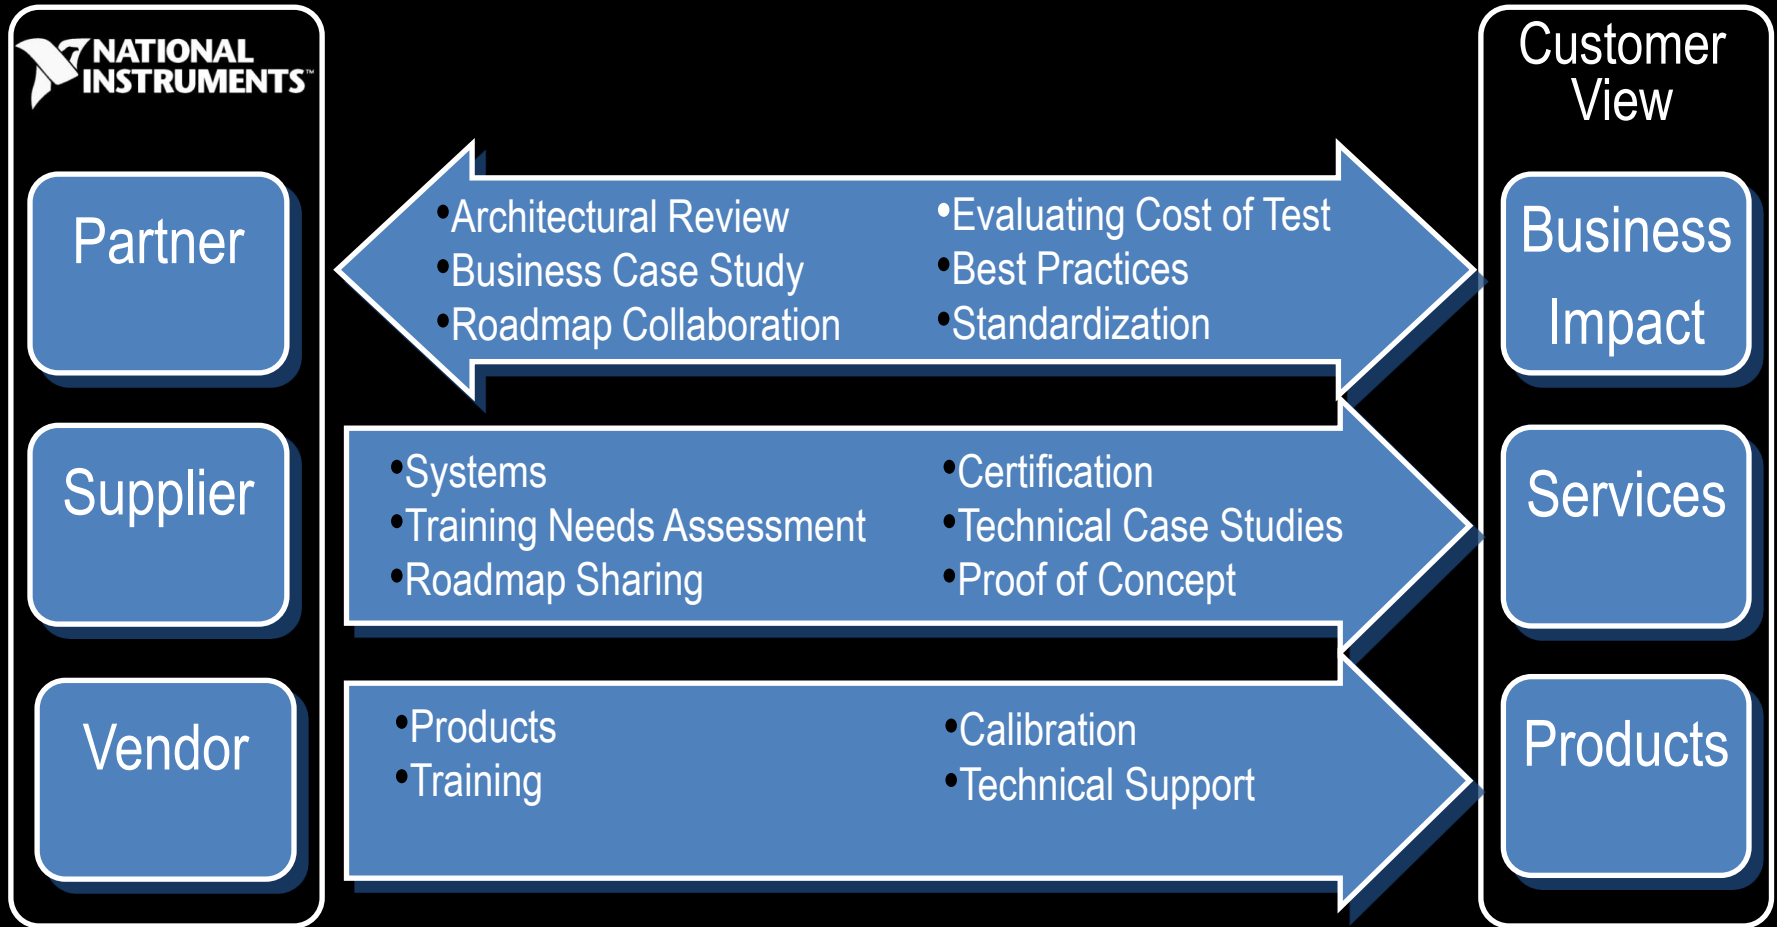 NATIONAL
INSTRUMENTS™
Customer
View
Partner
•Architectural Review
•Business Case Study
•Roadmap Collaboration
•Evaluating Cost of Test
•Best Practices
•Standardization
Business
Impact
Supplier
•Systems
•Training Needs Assessment
•Roadmap Sharing
•Certification
•Technical Case Studies
•Proof of Concept
Services
Vendor
•Products
•Training
•Calibration
•Technical Support
Products